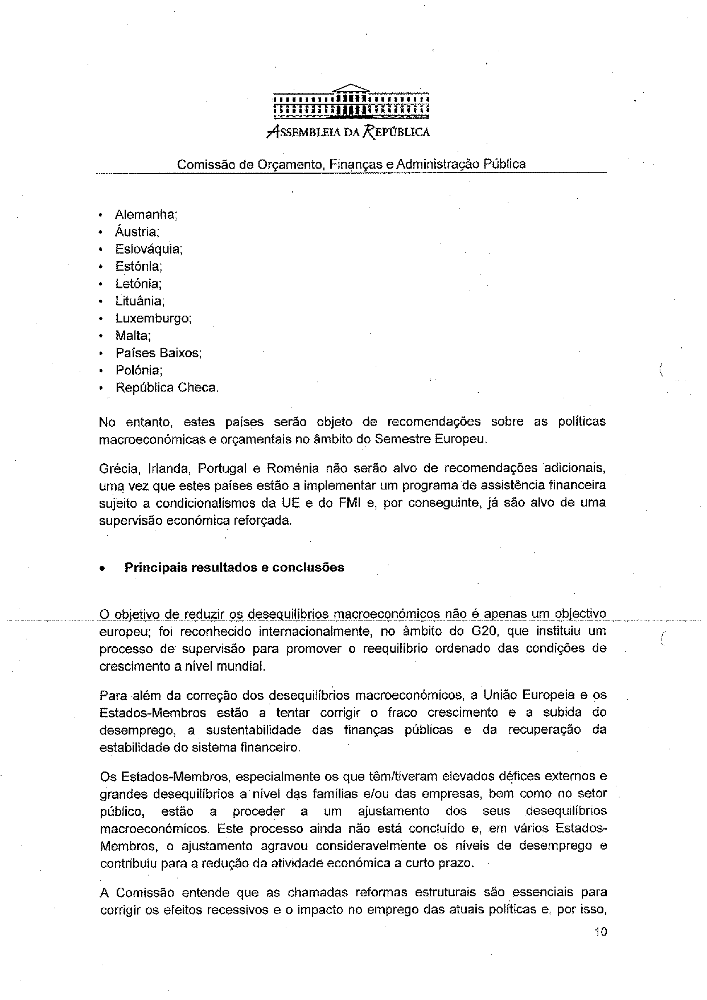 ASSEMBLEIA DA REPÚBLICA
Comissão de Orçamento, Finanças e Administração Pública
• Alemanha;
• Áustria;
• Eslováquia;
• Estónia;
• Letónia;
• Lituânia;
• Luxemburgo;
• Malta;
• Países Baixos;
• Polónia;
• República Checa.
No entanto, estes países serão objeto de recomendações sobre as políticas
macroeconómicas e orçamentais no âmbito do Semestre Europeu.
Grécia, Irlanda, Portugal e Roménia não serão alvo de recomendações adicionais,
uma vez que estes países estão a implementar um programa de assistência financeira
sujeito a condicionalismos da UE e do FMI e, por conseguinte, já são alvo de uma
supervisão económica reforçada.
• Principais resultados e conclusões
O objetivo de reduzir os desequilíbrios macroeconómicos não é apenas um objectivo
europeu; foi reconhecido internacionalmente, no âmbito do G20, que instituiu um
processo de supervisão para promover o reequilíbrio ordenado das condições de
crescimento a nível mundial.
Para além da correção dos desequilíbrios macroeconómicos, a União Europeia e os
Estados-Membros estão a tentar corrigir o fraco crescimento e a subida do
desemprego, a sustentabilidade das finanças públicas e da recuperação da
estabilidade do sistema financeiro.
Os Estados-Membros, especialmente os que têm/tiveram elevados défices externos e
grandes desequilíbrios a nível das famílias e/ou das empresas, bem como no setor
público, estão a proceder a um ajustamento dos seus desequilíbrios
macroeconómicos. Este processo ainda não está concluído e, em vários Estados-
Membros, o ajustamento agravou consideravelmente os níveis de desemprego e
contribuiu para a redução da atividade económica a curto prazo.
A Comissão entende que as chamadas reformas estruturais são essenciais para
corrigir os efeitos recessivos e o impacto no emprego das atuais políticas e, por isso,
10